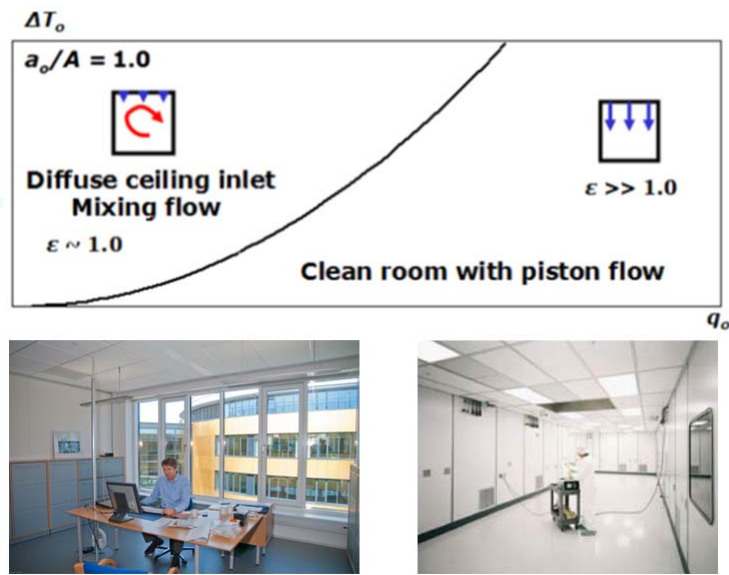 ΔTₒ
aₒ/A = 1.0
Diffuse ceiling inlet
Mixing flow
ε ~ 1.0
ε >> 1.0
Clean room with piston flow
qₒ